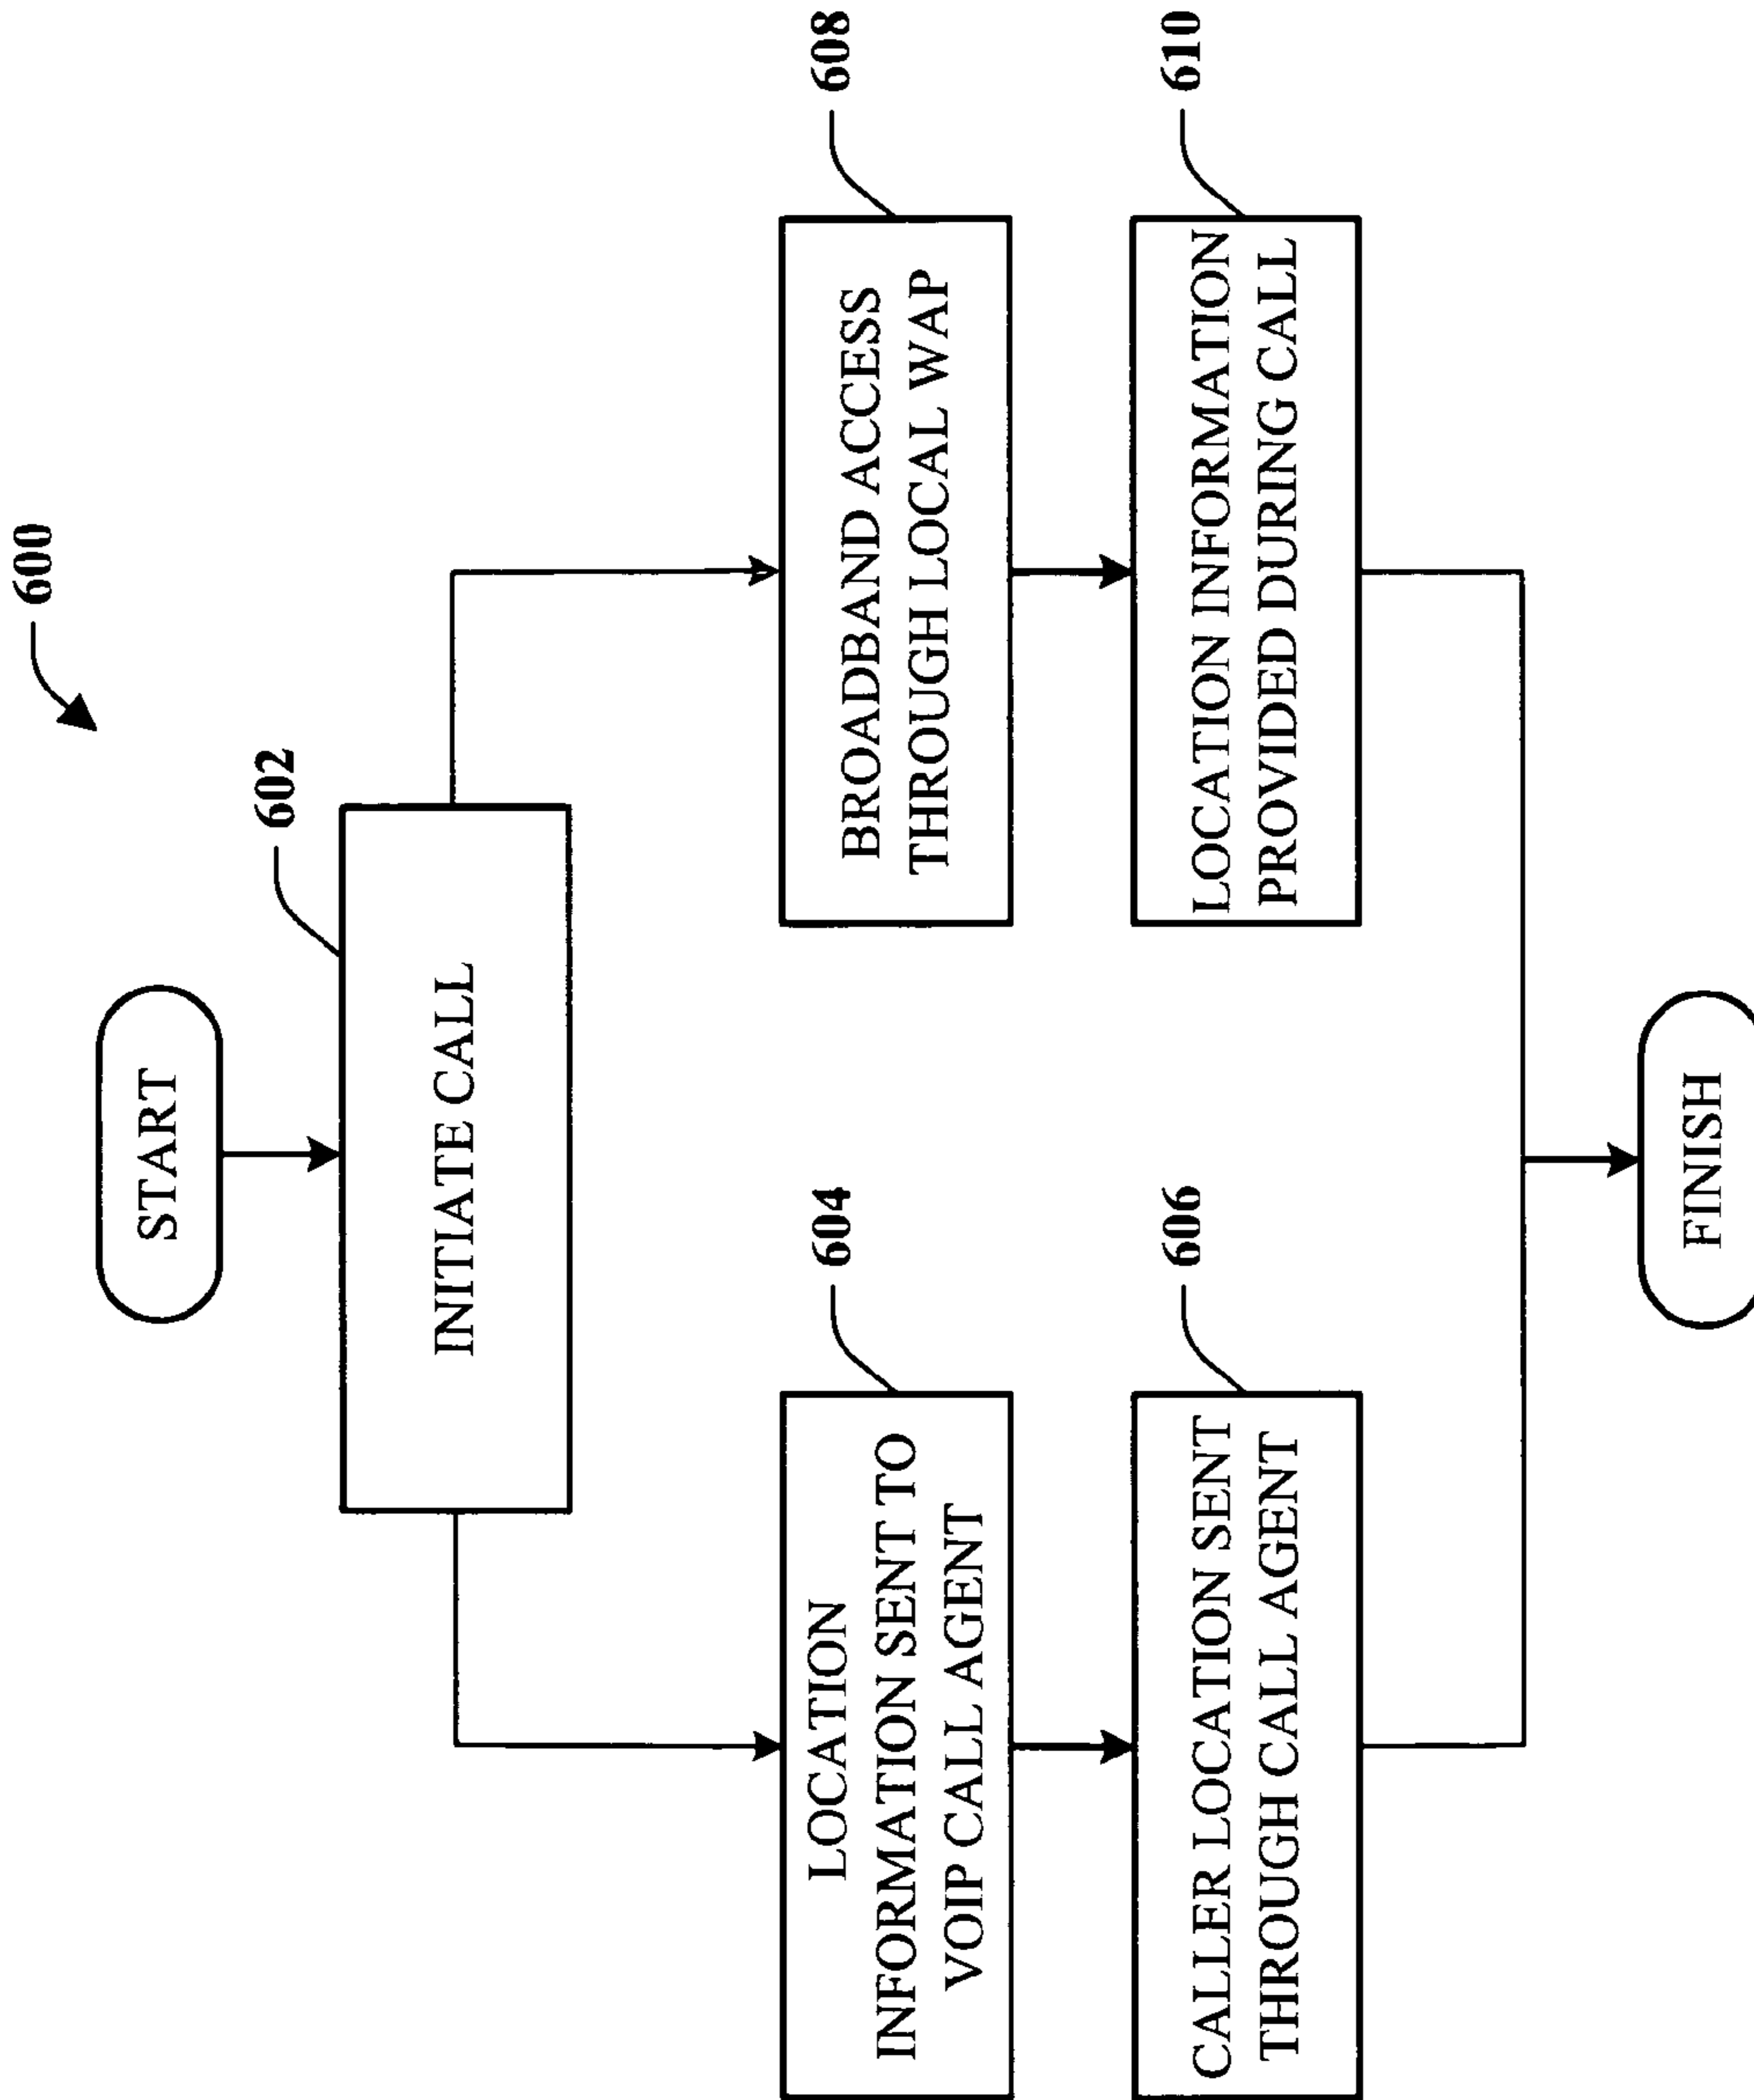 600
START
602
INITIATE CALL
604
LOCATION
INFORMATION SENT TO
VOIP CALL AGENT
608
BROADBAND ACCESS
THROUGH LOCAL WAP
606
CALLER LOCATION SENT
THROUGH CALL AGENT
610
LOCATION INFORMATION
PROVIDED DURING CALL
FINISH